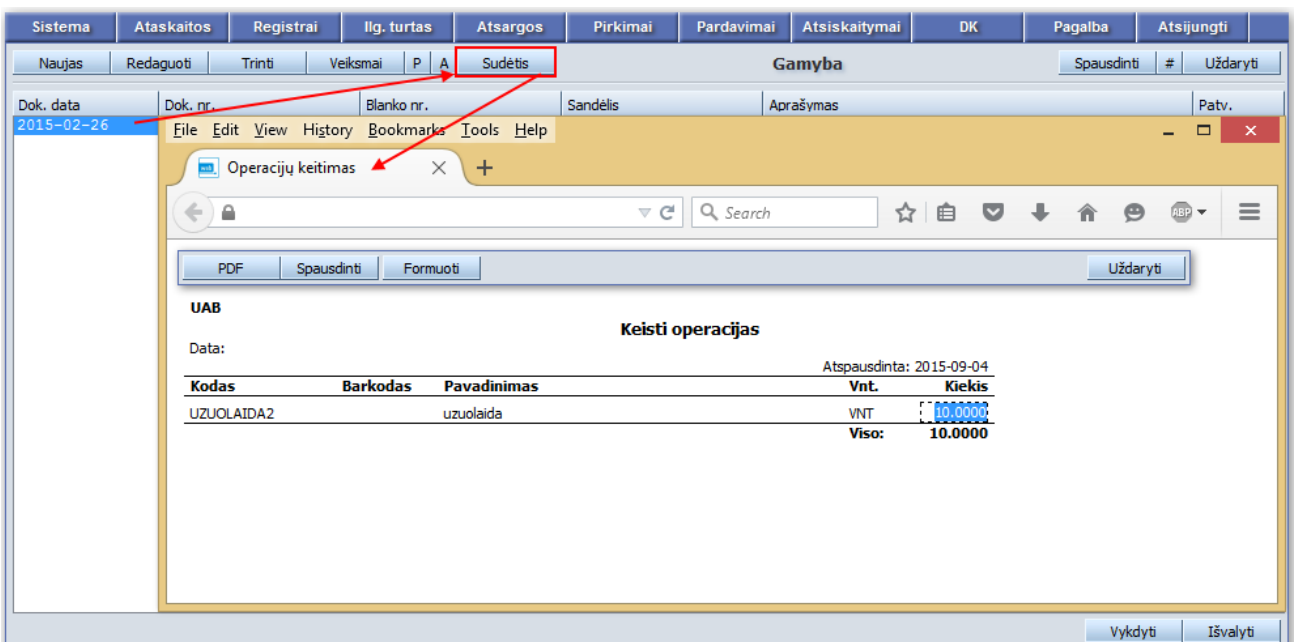 Sistema Ataskaitos Registrai Ilg. turtas Atsargos Pirkimai Pardavimai Atsiskaitymai DK Pagalba Atsijungti
Naujas Redaguoti Trinti Veiksmai P A Sudėtis Gamyba Spausdinti # Uždaryti
Dok. data Dok. nr. Blanko nr. Sandėlis Aprašymas Patv.
2015-02-26
File Edit View History Bookmarks Tools Help
Operacijų keitimas
Search
ABP
PDF Spausdinti Formuoti Uždaryti
UAB
Keisti operacijas
Data:
Atspausdinta: 2015-09-04
Kodas Barkodas Pavadinimas Vnt. Kiekis
UZUOLAIDA2 uzuolaida VNT 10.0000
Viso: 10.0000
Vykdyti Išvalyti